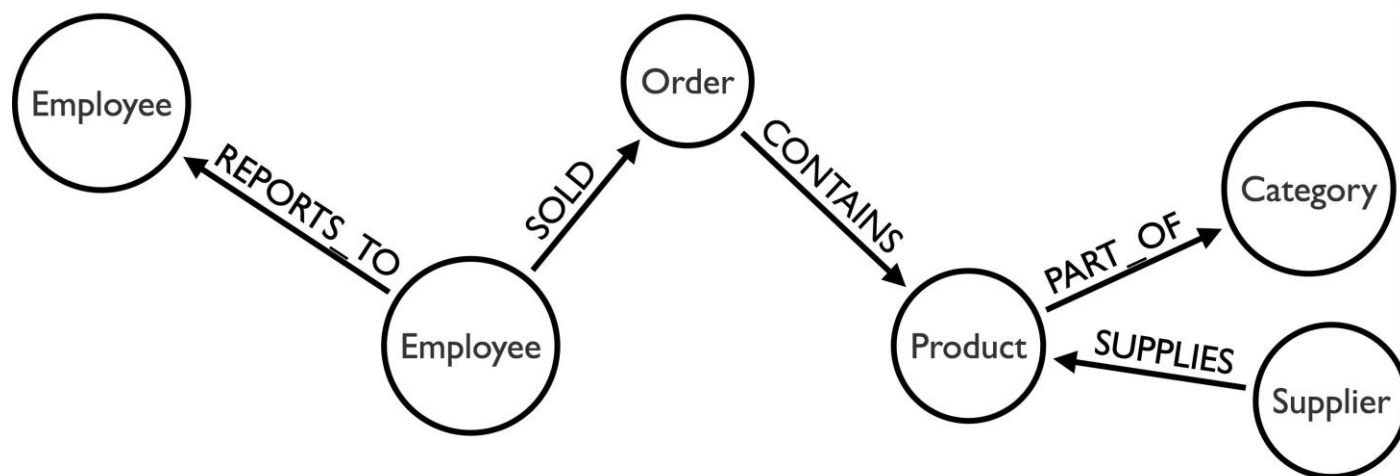 Employee
REPORTS_TO
Employee
SOLD
Order
CONTAINS
Product
PART_OF
Category
SUPPLIES
Supplier